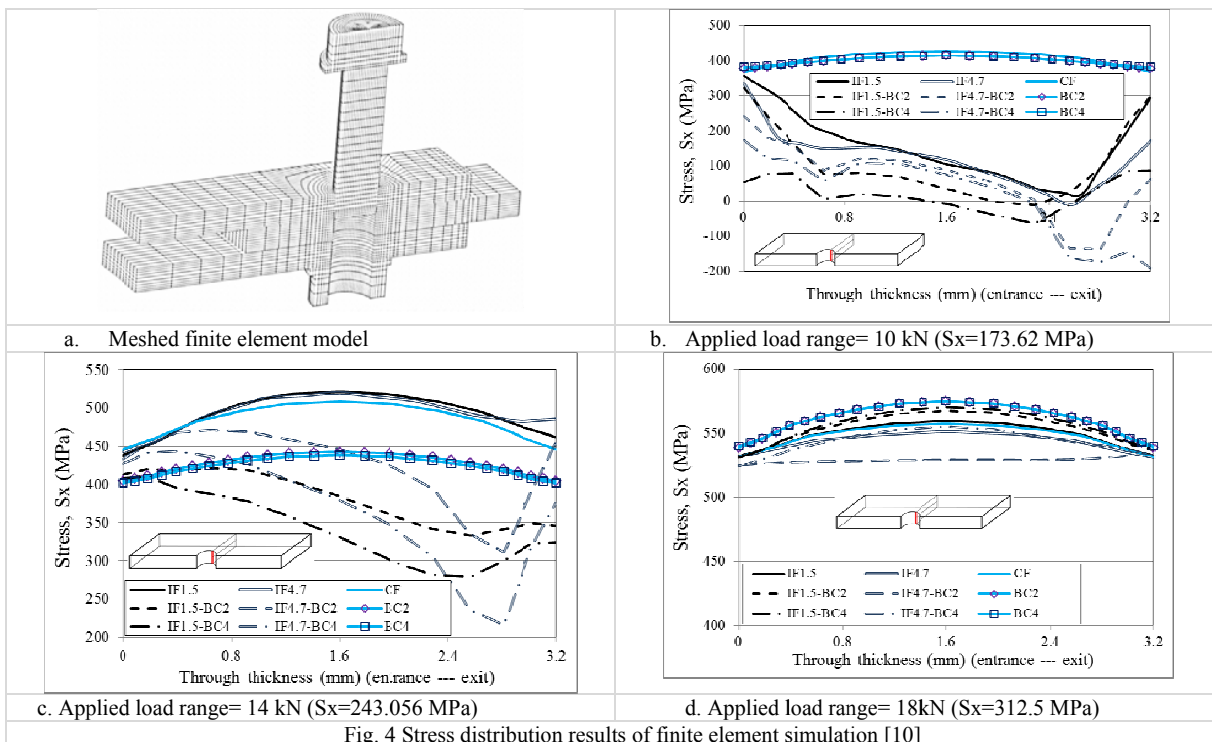 500
400
300
200
100
0
-100
-200
Stress, Sx (MPa)
IF1.5 IF4.7 CF
IF1.5-BC2 IF4.7-BC2 BC2
IF1.5-BC4 IF4.7-BC4 BC4
0 0.8 1.6 2.4 3.2
Through thickness (mm) (entrance --- exit)
a. Meshed finite element model
b. Applied load range= 10 kN (Sx=173.62 MPa)
550
500
450
400
350
300
250
200
Stress, Sx (MPa)
IF1.5 IF4.7 CF
IF1.5-BC2 IF4.7-BC2 BC2
IF1.5-BC4 IF4.7-BC4 BC4
0 0.8 1.6 2.4 3.2
Through thickness (mm) (en.rance --- exit)
600
550
500
450
400
Stress, Sx (MPa)
IF1.5 IF4.7 CF
IF1.5-BC2 IF4.7-BC2 BC2
IF1.5-BC4 IF4.7-BC4 BC4
0 0.8 1.6 2.4 3.2
Through thickness (mm) (entrance --- exit)
c. Applied load range= 14 kN (Sx=243.056 MPa)
d. Applied load range= 18kN (Sx=312.5 MPa)
Fig. 4 Stress distribution results of finite element simulation [10]